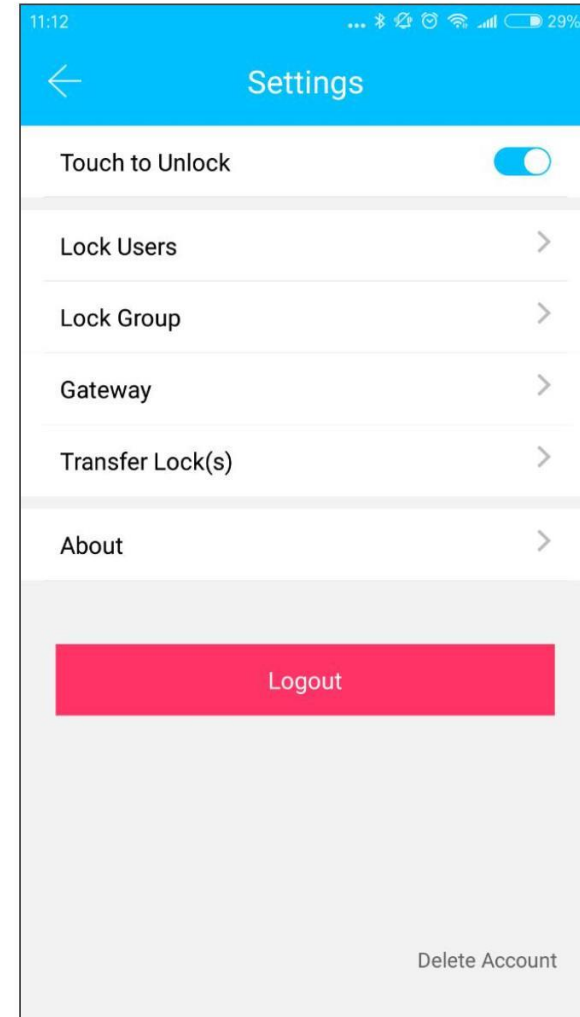 11:12 ... 29%
Settings
Touch to Unlock
Lock Users
Lock Group
Gateway
Transfer Lock(s)
About
Logout
Delete Account